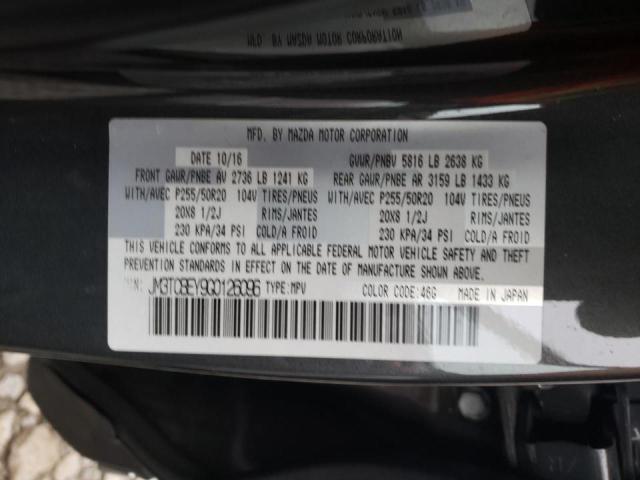 MFD. BY MAZDA MOTOR CORPORATION
DATE 10/16 GVWR/PNBV 5816 LB 2638 KG
FRONT GAWR/PNBE AV 2736 LB 1241 KG REAR GAWR/PNBE AR 3159 LB 1433 KG
WITH/AVEC P255/50R20 104V TIRES/PNEUS WITH/AVEC P255/50R20 104V TIRES/PNEUS
20X8 1/2J RIMS/JANTES 20X8 1/2J RIMS/JANTES
230 KPA/34 PSI COLD/A FROID 230 KPA/34 PSI COLD/A FROID
THIS VEHICLE CONFORMS TO ALL APPLICABLE FEDERAL MOTOR VEHICLE SAFETY AND THEFT
PREVENTION STANDARDS IN EFFECT ON THE DATE OF MANUFACTURE SHOWN ABOVE.
VIN: JM3TCBEY9G0126096 TYPE:MPV COLOR CODE:46G MADE IN JAPAN